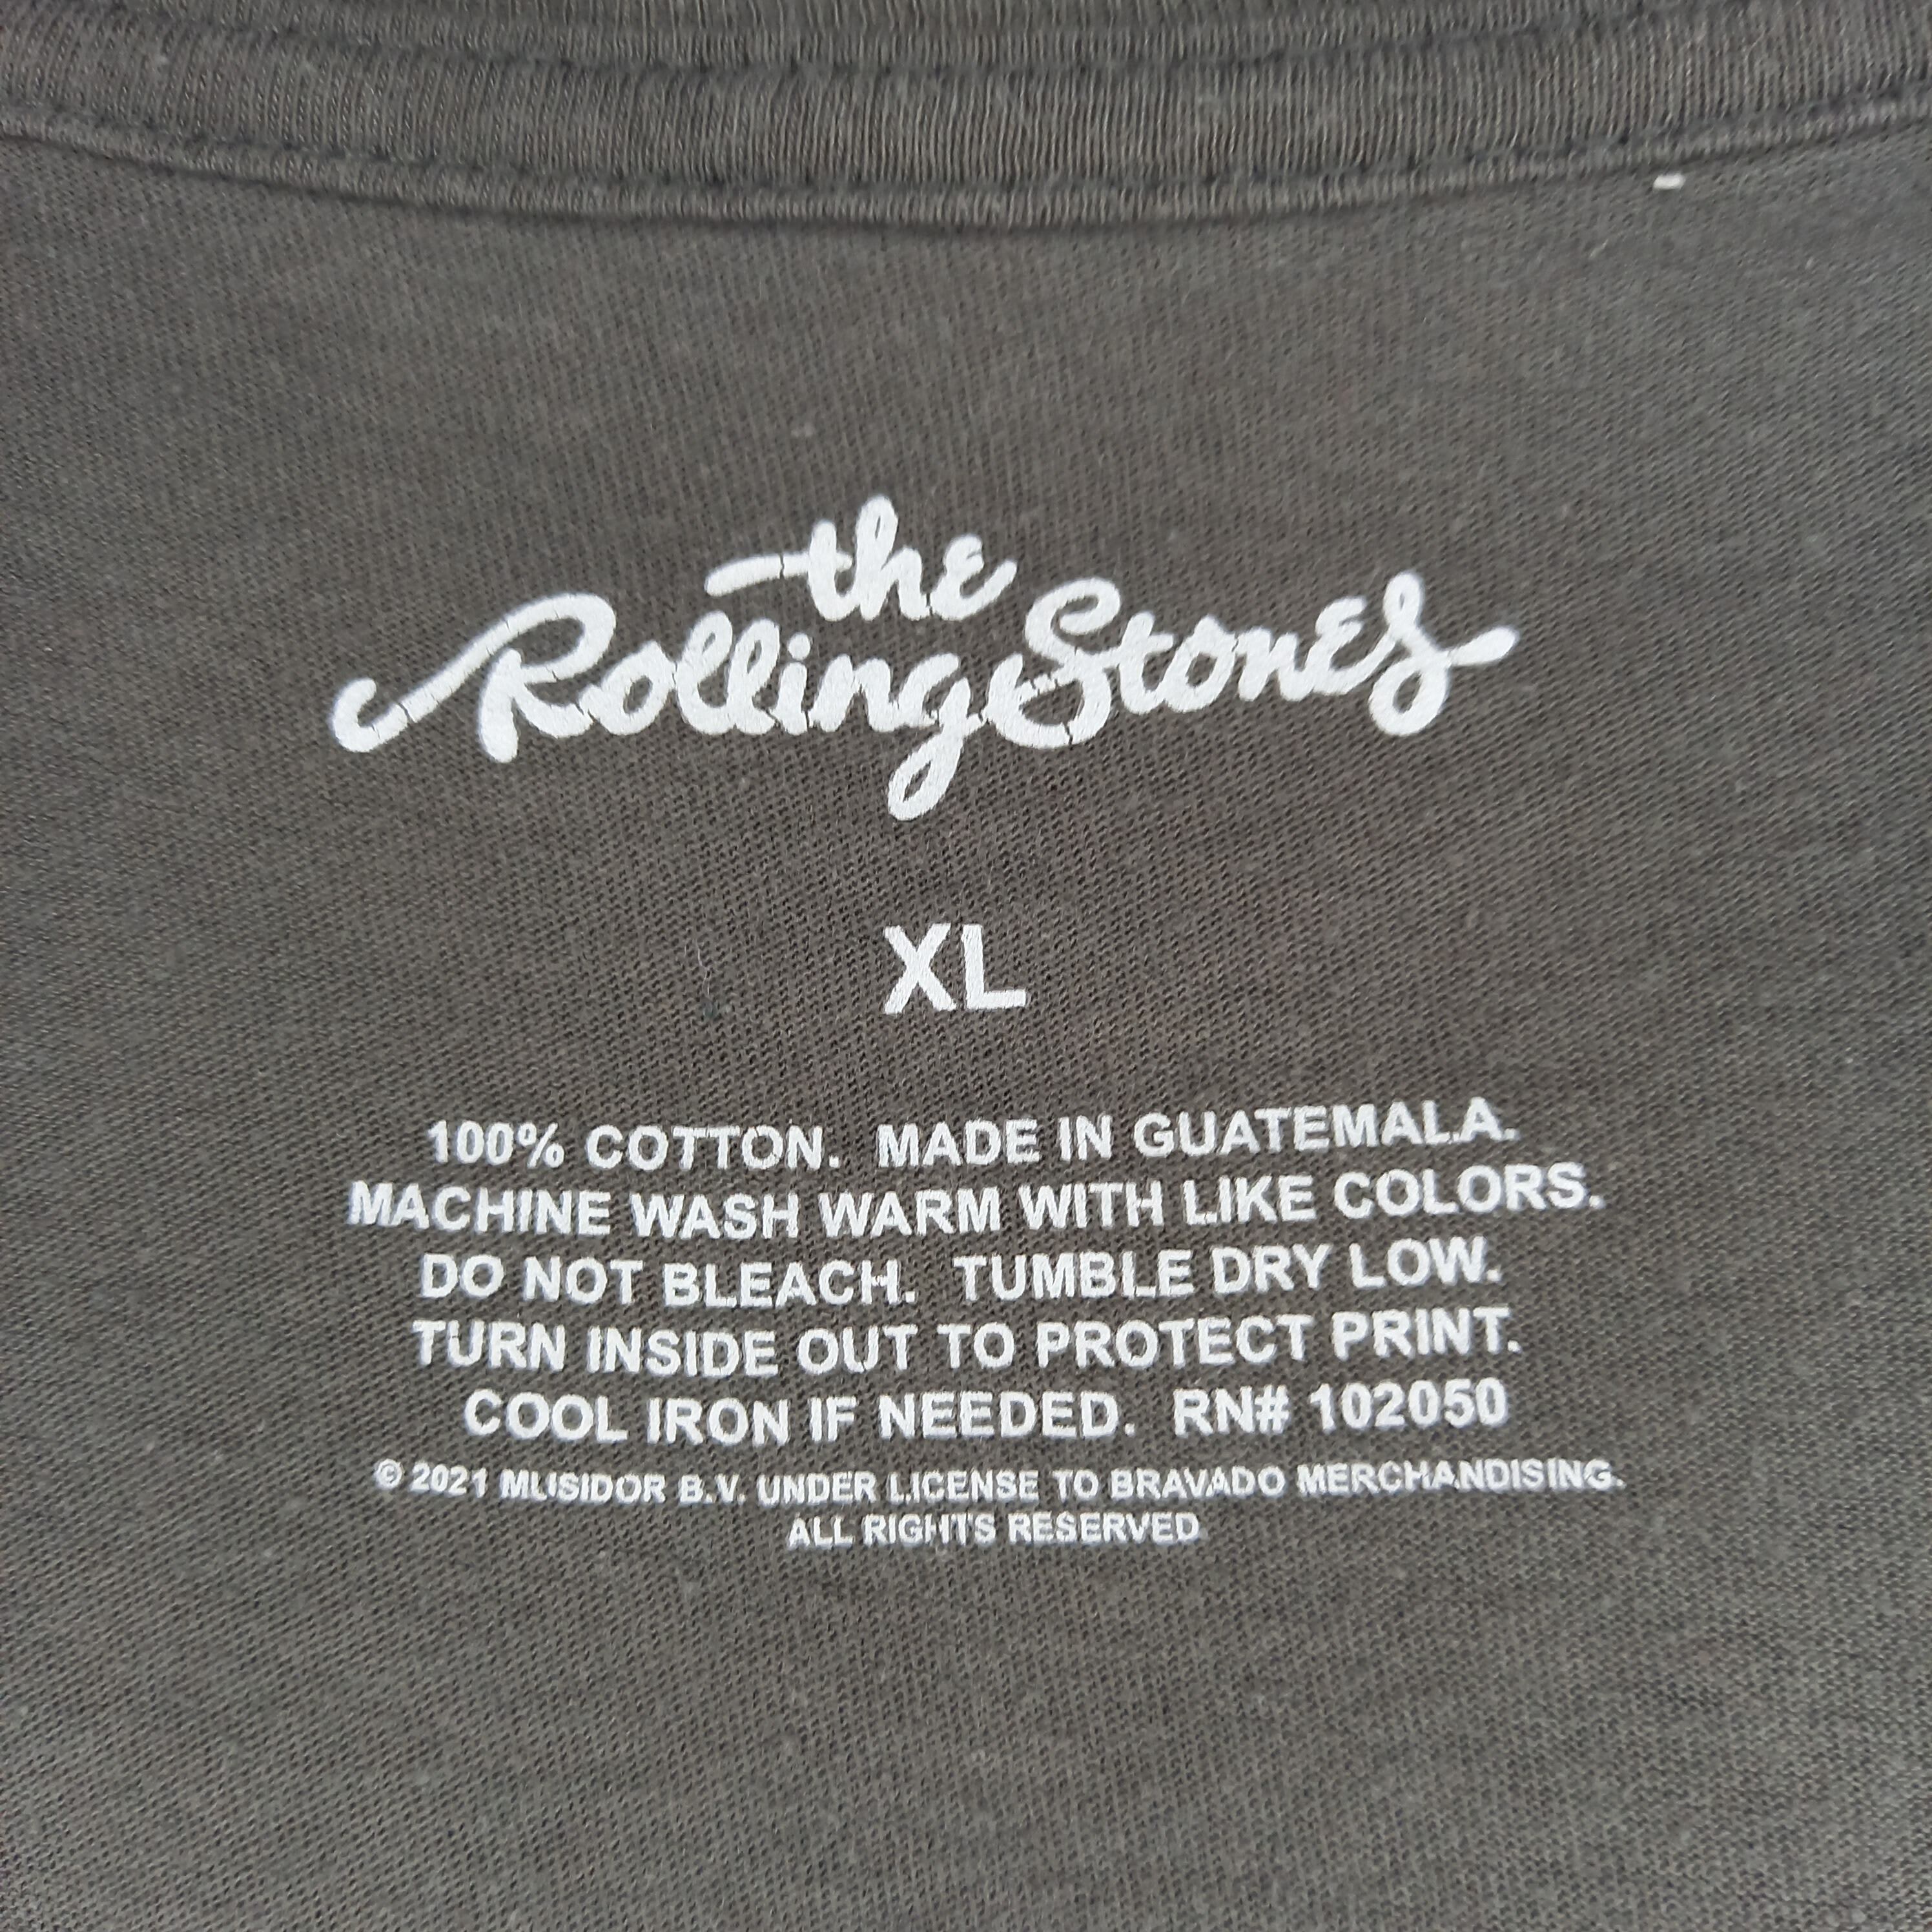 the
Rolling Stones
XL
100% COTTON. MADE IN GUATEMALA.
MACHINE WASH WARM WITH LIKE COLORS.
DO NOT BLEACH. TUMBLE DRY LOW.
TURN INSIDE OUT TO PROTECT PRINT.
COOL IRON IF NEEDED. RN# 102050
© 2021 MUSIDOR B.V. UNDER LICENSE TO BRAVADO MERCHANDISING.
ALL RIGHTS RESERVED